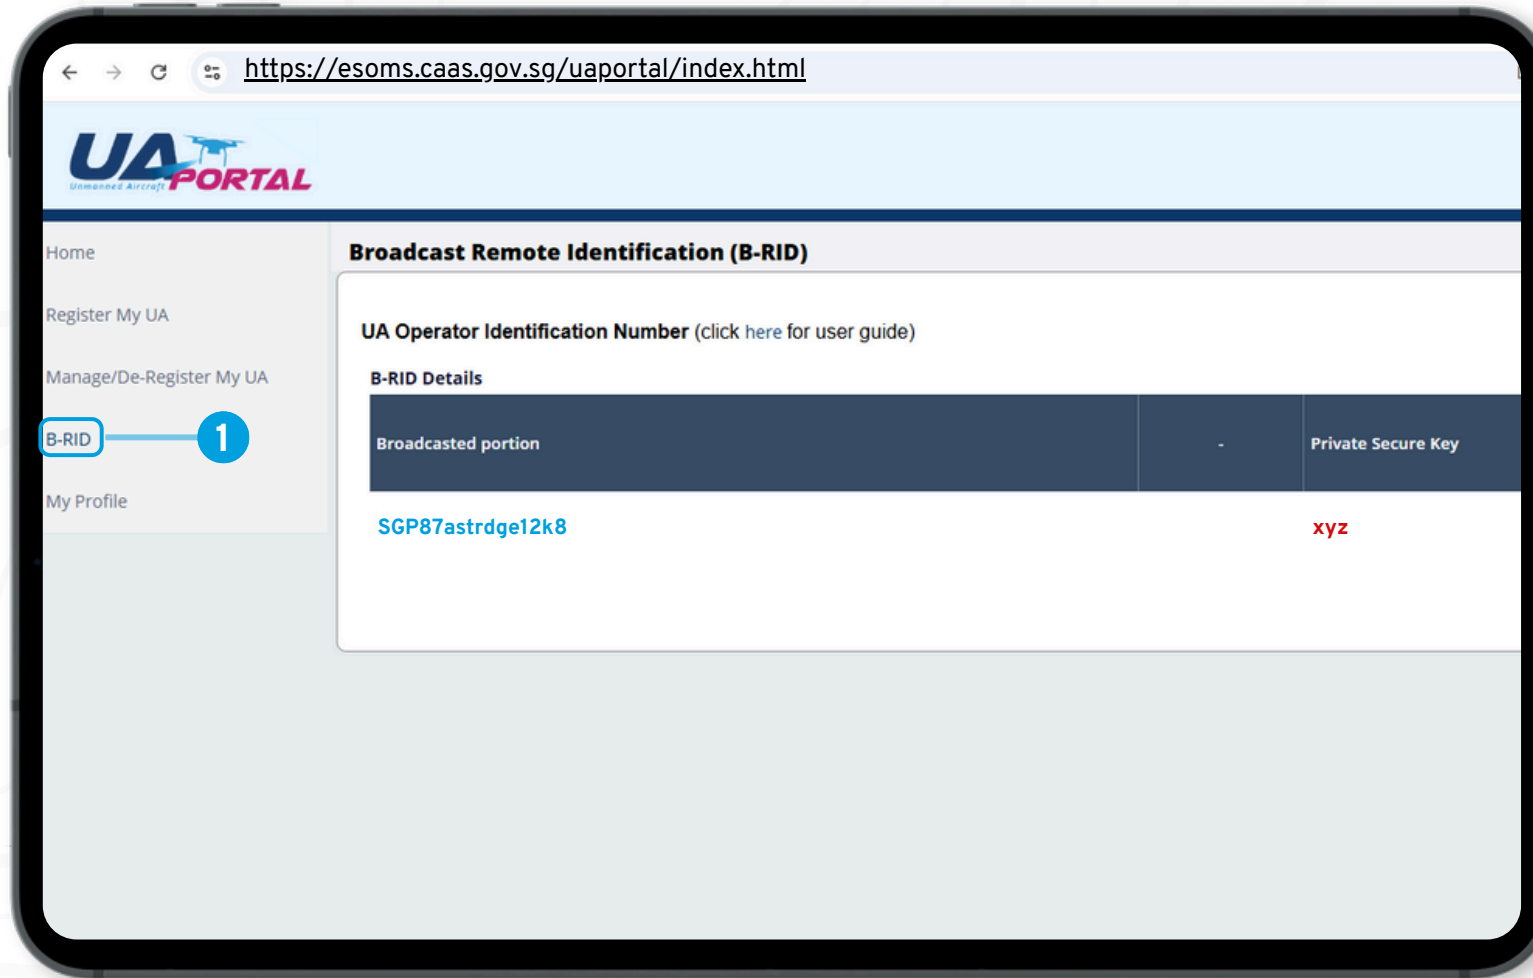 https://esoms.caas.gov.sg/uaportal/index.html
UA PORTAL
Unmanned Aircraft
Home
Register My UA
Manage/De-Register My UA
B-RID
1
My Profile
Broadcast Remote Identification (B-RID)
UA Operator Identification Number (click here for user guide)
B-RID Details
Broadcasted portion - Private Secure Key
SGP87astrdge12k8 xyz